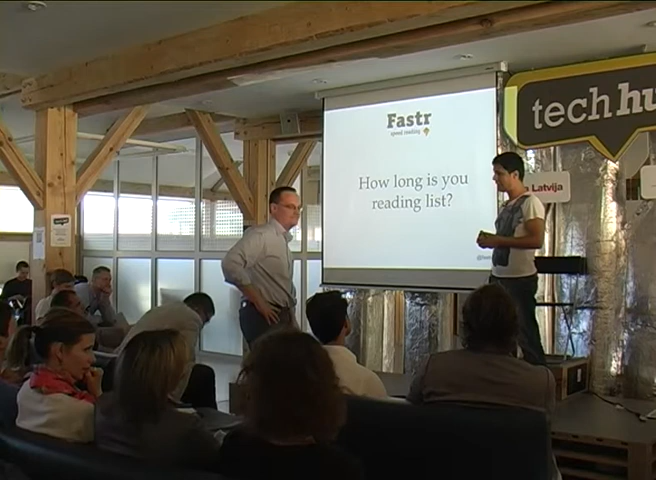 Fastr
speed reading
How long is you
reading list?
tech hu
Latvija